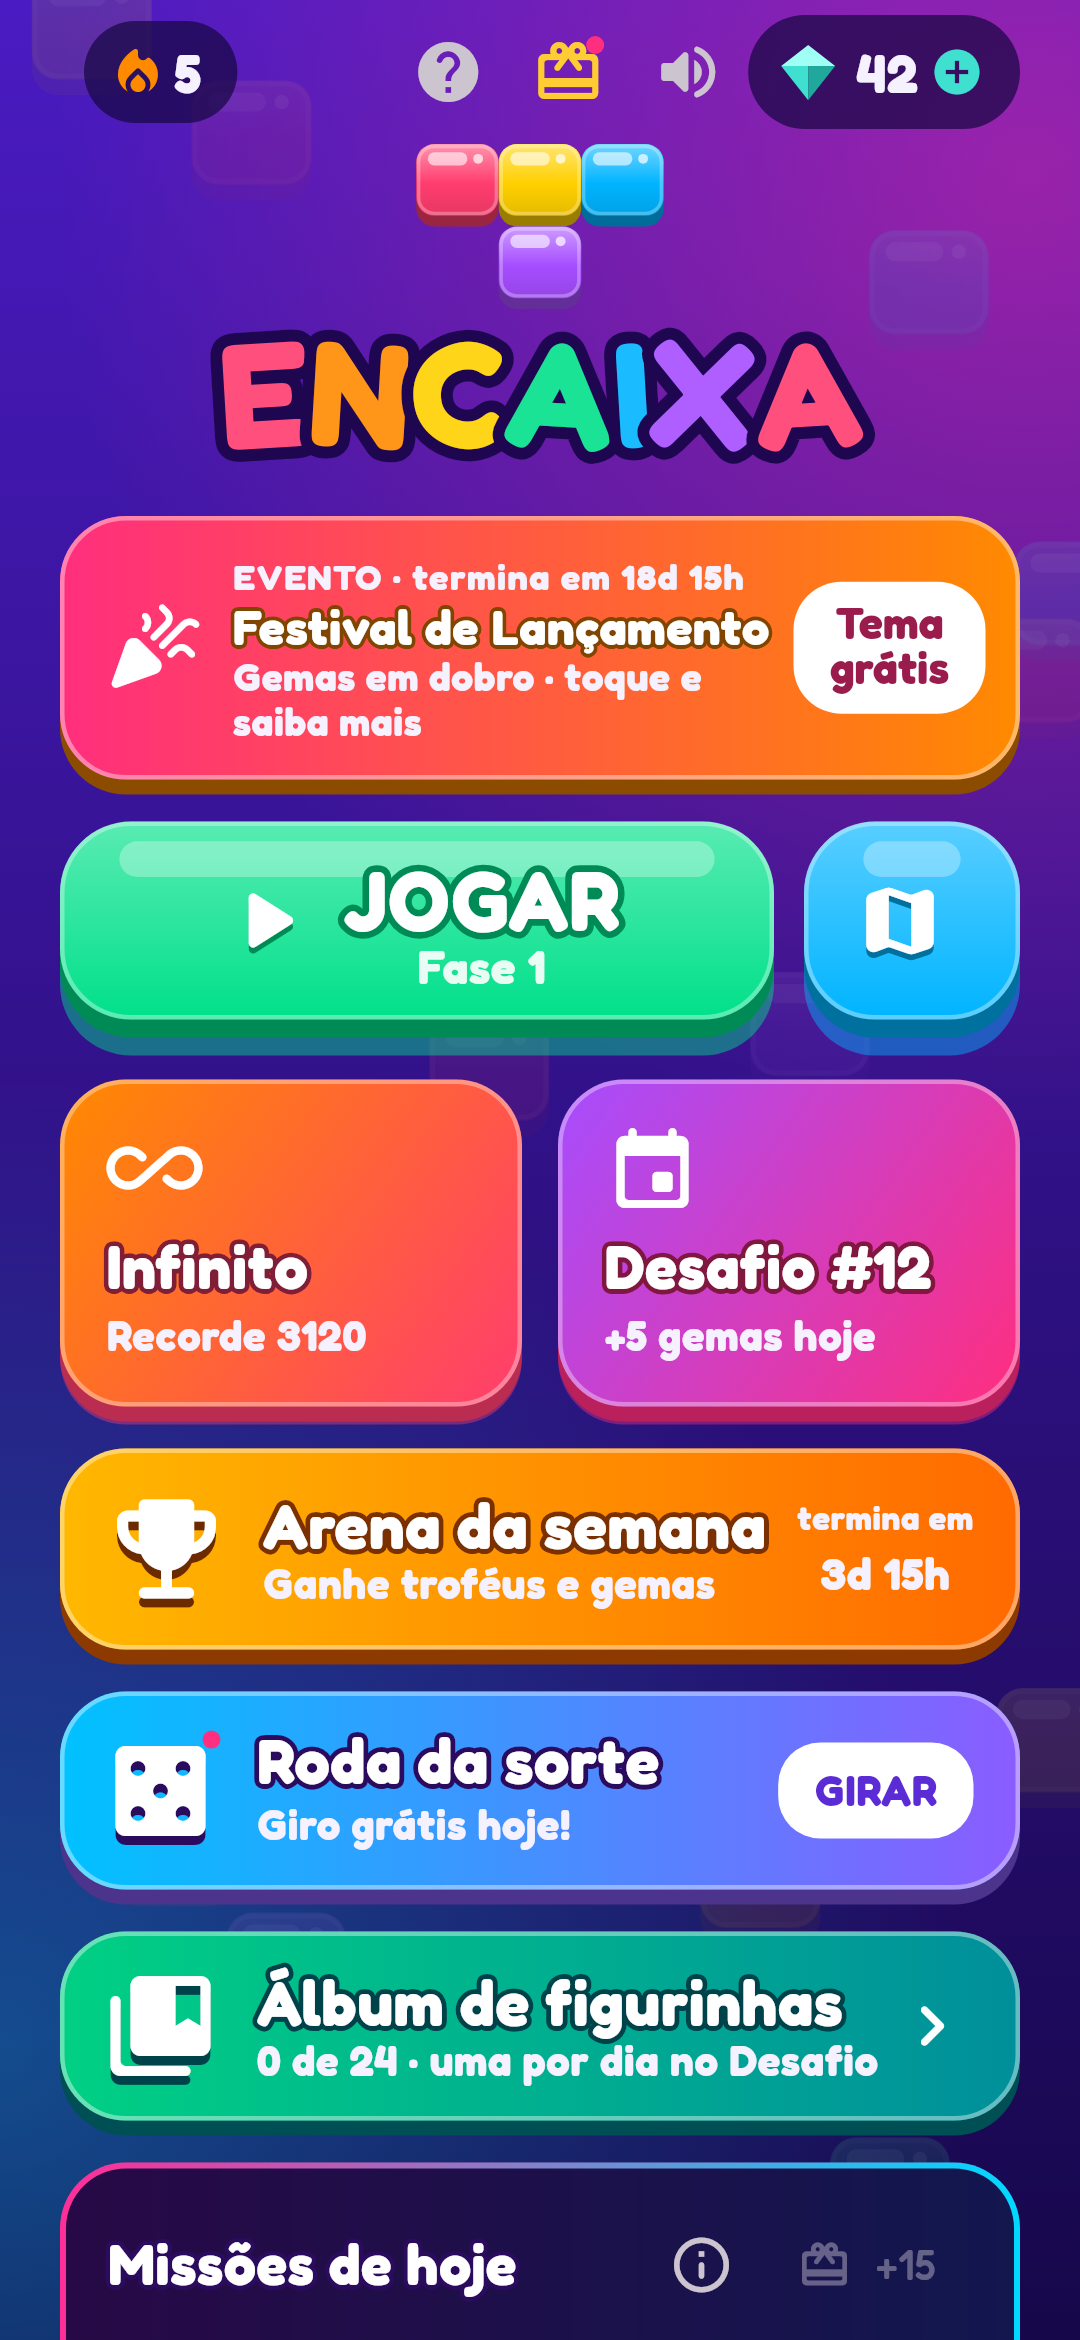 5
42
ENCAIXA
EVENTO · termina em 18d 15h
Festival de Lançamento
Gemas em dobro · toque e
saiba mais
Tema
grátis
JOGAR
Fase 1
Infinito
Recorde 3120
Desafio #12
+5 gemas hoje
Arena da semana
Ganhe troféus e gemas
termina em
3d 15h
Roda da sorte
Giro grátis hoje!
GIRAR
Álbum de figurinhas
0 de 24 · uma por dia no Desafio
Missões de hoje
+15